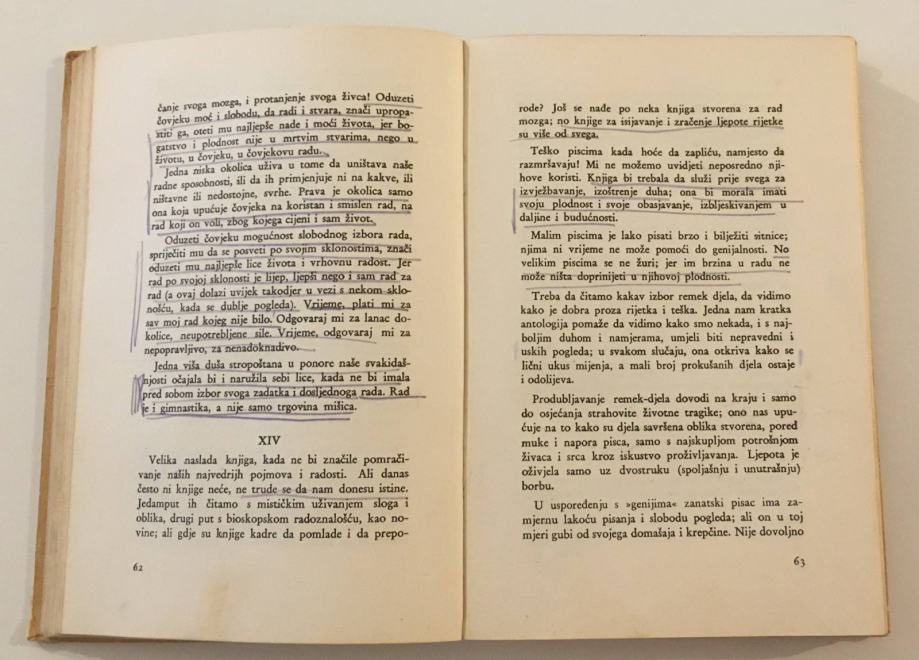 čanje svoga mozga, i protanjenje svoga živca! Oduzeti
čovjeku moć i slobodu, da radi i stvara, znači upropa-
stiti ga, oteti mu najljepše nade i moći života, jer bo-
gatstvo i plodnost nije u mrtvim stvarima, nego u
životu, u čovjeku, u čovjekovu radu.
Jedna niska okolica uživa u tome da uništava naše
radne sposobnosti, ili da ih primjenjuje ni na kakve, ili
ništavne ili nedostojne, svrhe. Prava je okolica samo
ona koja upućuje čovjeka na koristan i smislen rad, na
rad koji on voli, zbog kojega cijeni i sam život.
Oduzeti čovjeku mogućnost slobodnog izbora rada,
spriječiti mu da se posveti po svojim sklonostima, znači
oduzeti mu najljepše lice života i vrhovnu radost. Jer
rad po svojoj sklonosti je lijep, ljepši nego i sam rad za
rad (a ovaj dolazi uvijek takodjer u vezi s nekom sklo-
nošću, kada se dublje pogleda). Vrijeme, plati mi za
sav moj rad kojeg nije bilo. Odgovaraj mi za lanac do-
kolice, neupotrebljene sile. Vrijeme, odgovaraj mi za
nepopravljivo, za nenadoknadivo.
Jedna viša duša stropoštana u ponore naše svakidaš-
njosti očajala bi i naružila sebi lice, kada ne bi imala
pred sobom izbor svoga zadatka i dosljednoga rada. Rad
je i gimnastika, a nije samo trgovina mišica.
XIV
Velika naslada knjiga, kada ne bi značile pomrači-
vanje naših najvedrijih pojmova i radosti. Ali danas
često ni knjige neće, ne trude se da nam donesu istine.
Jedamput ih čitamo s mističkim uživanjem sloga i
oblika, drugi put s bioskopskom radoznalošću, kao no-
vine; ali gdje su knjige kadre da pomlade i da prepo-
62
rode? Još se nađe po neka knjiga stvorena za rad
mozga; no knjige za isijavanje i zračenje ljepote rijetke
su više od svega.
Teško piscima kada hoće da zapliću, namjesto da
razmršavaju! Mi ne možemo uvidjeti neposredno nji-
hove koristi. Knjiga bi trebala da služi prije svega za
izvježbavanje, izoštrenje duha; ona bi morala imati
svoju plodnost i svoje obasjavanje, izbljeskivanjem u
daljine i budućnosti.
Malim piscima je lako pisati brzo i bilježiti sitnice;
njima ni vrijeme ne može pomoći do genijalnosti. No
velikim piscima se ne žuri; jer im brzina u radu ne
može ništa doprinijeti u njihovoj plodnosti.
Treba da čitamo kakav izbor remek djela, da vidimo
kako je dobra proza rijetka i teška. Jedna nam kratka
antologija pomaže da vidimo kako smo nekada, i s naj-
boljim duhom i namjerama, umjeli biti nepravedni i
uskih pogleda; u svakom slučaju, ona otkriva kako se
lični ukus mijenja, a mali broj prokušanih djela ostaje
i odolijeva.
Produbljavanje remek-djela dovodi na kraju i samo
do osjećanja strahovite životne tragike; ono nas upu-
ćuje na to kako su djela savršena oblika stvorena, pored
muke i napora pisca, samo s najskupljom potrošnjom
živaca i srca kroz iskustvo proživljavanja. Ljepota je
oživjela samo uz dvostruku (spoljašnju i unutrašnju)
borbu.
U usporedenju s »genijima« zanatski pisac ima za-
mjernu lakoću pisanja i slobodu pogleda; ali on u toj
mjeri gubi od svojega domašaja i krepčine. Nije dovoljno
63